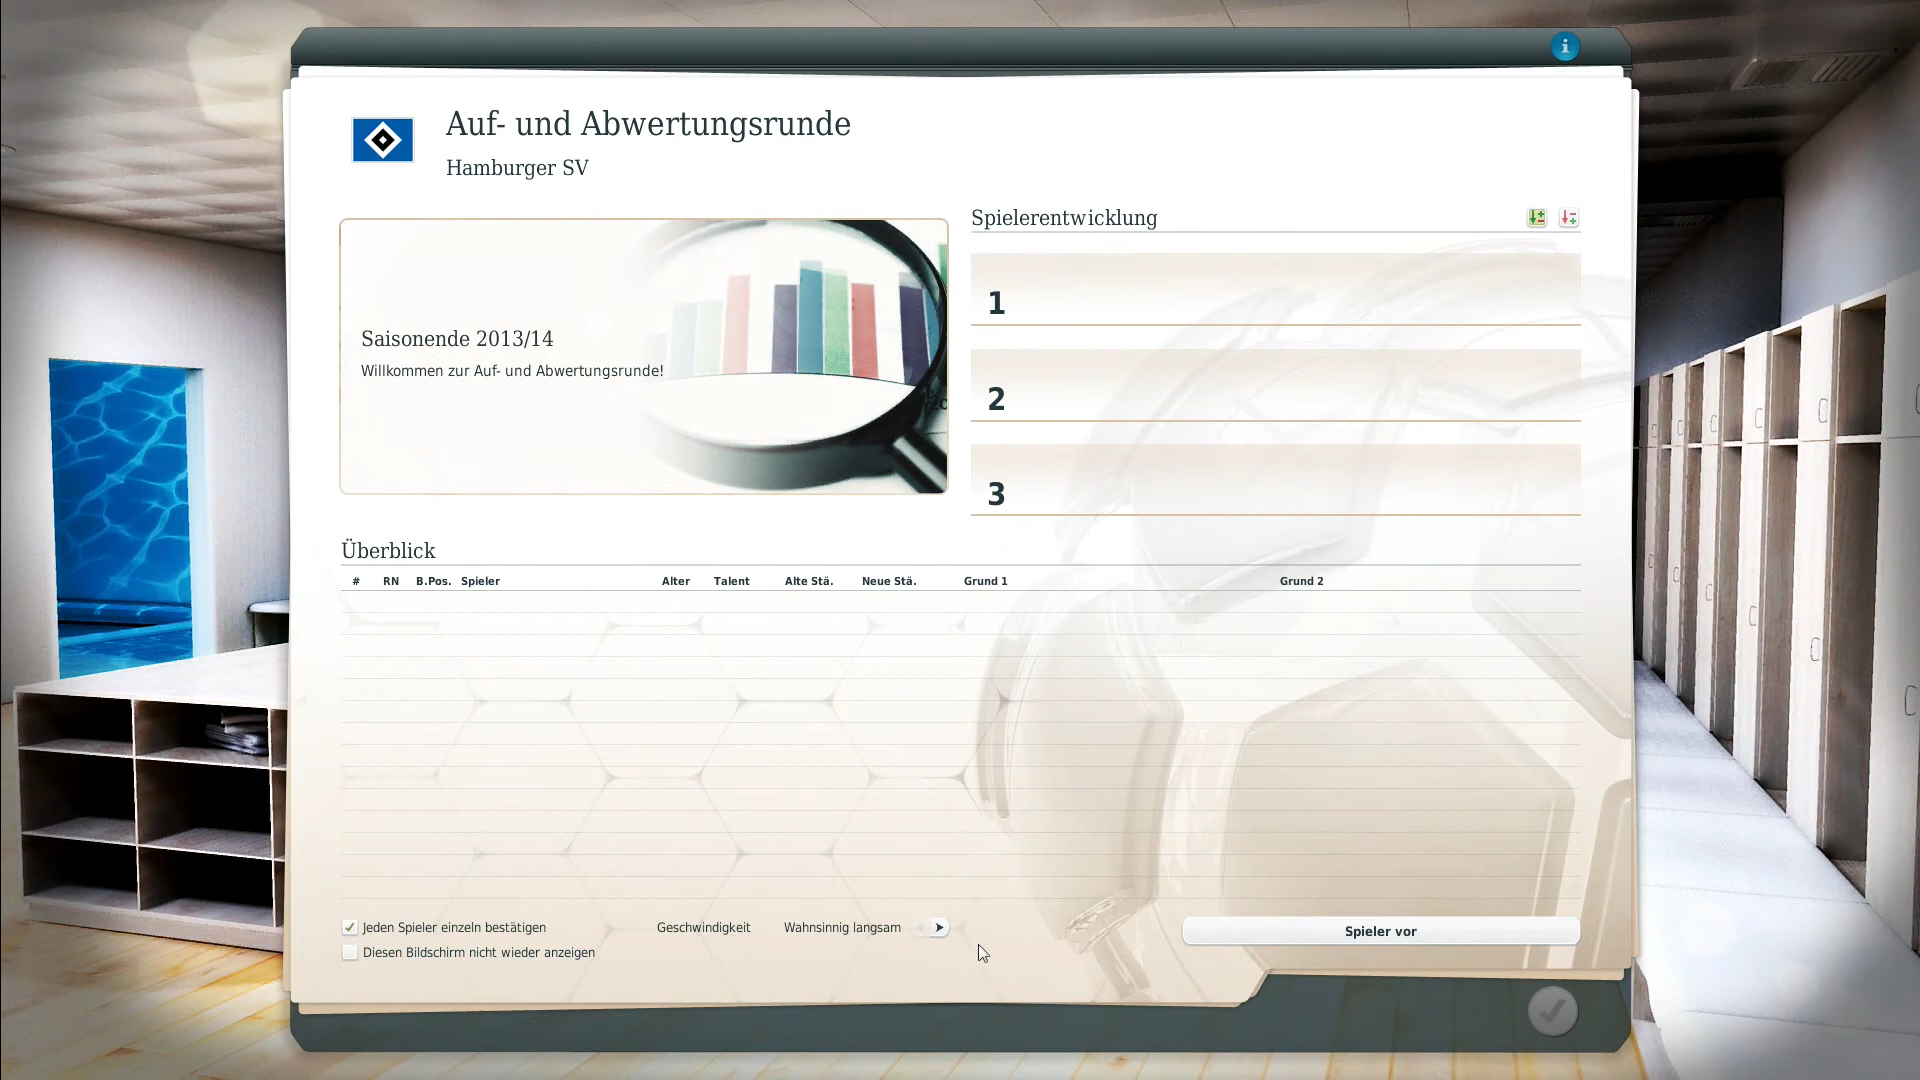 Auf- und Abwertungsrunde
Hamburger SV
Spielerentwicklung
Saisonende 2013/14
Willkommen zur Auf- und Abwertungsrunde!
1
2
3
Überblick
# RN B.Pos. Spieler Alter Talent Alte Stä. Neue Stä. Grund 1 Grund 2
Jeden Spieler einzeln bestätigen Geschwindigkeit Wahnsinnig langsam
Diesen Bildschirm nicht wieder anzeigen
Spieler vor